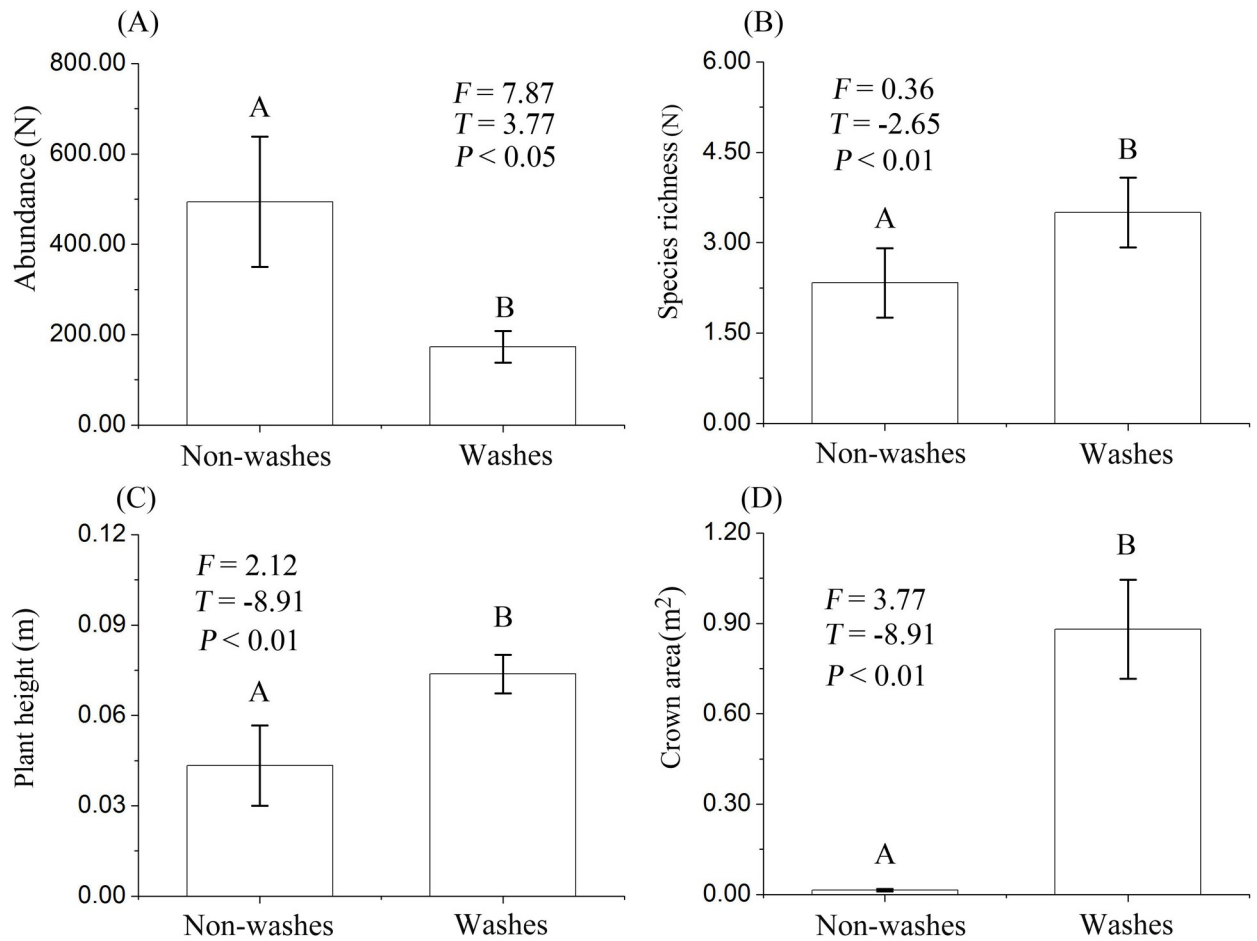 (A)
800.00
600.00
400.00
200.00
0.00
Abundance (N)
A
B
F = 7.87
T = 3.77
P < 0.05
Non-washes
Washes
(B)
6.00
4.50
3.00
1.50
0.00
Species richness (N)
F = 0.36
T = -2.65
P < 0.01
A
B
Non-washes
Washes
(C)
0.12
0.09
0.06
0.03
0.00
Plant height (m)
F = 2.12
T = -8.91
P < 0.01
A
B
Non-washes
Washes
(D)
1.20
0.90
0.60
0.30
0.00
Crown area(m²)
F = 3.77
T = -8.91
P < 0.01
A
B
Non-washes
Washes